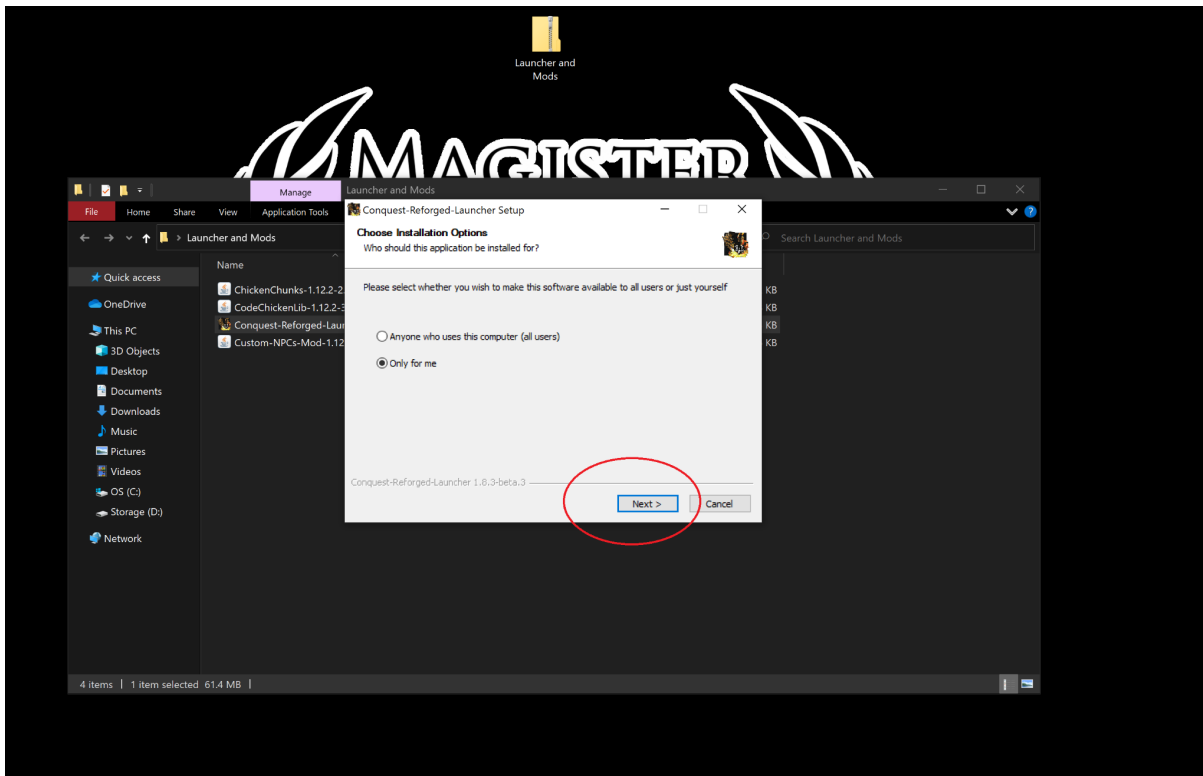 Launcher and
Mods
MAGISTER
Manage
Launcher and Mods
File
Home
Share
View
Application Tools
Launcher and Mods
Search Launcher and Mods
Quick access
OneDrive
This PC
3D Objects
Desktop
Documents
Downloads
Music
Pictures
Videos
OS (C:)
Storage (D:)
Network
Name
ChickenChunks-1.12.2-2
KB
CodeChickenLib-1.12.2-3
KB
Conquest-Reforged-Lau
KB
Custom-NPCs-Mod-1.12
KB
Conquest-Reforged-Launcher Setup
Choose Installation Options
Who should this application be installed for?
Please select whether you wish to make this software available to all users or just yourself
Anyone who uses this computer (all users)
Only for me
Conquest-Reforged-Launcher 1.8.3-beta.3
Next >
Cancel
4 items
1 item selected 61.4 MB